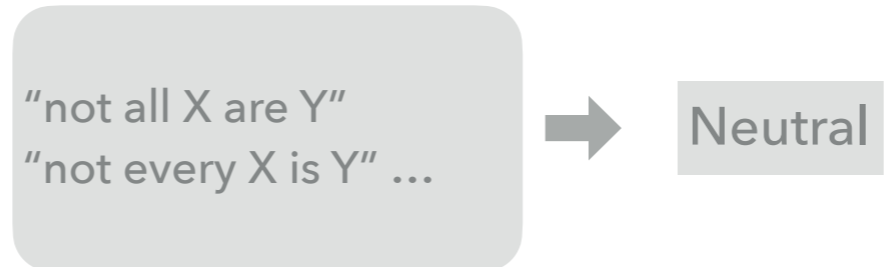 “not all X are Y”
“not every X is Y” ...
Neutral